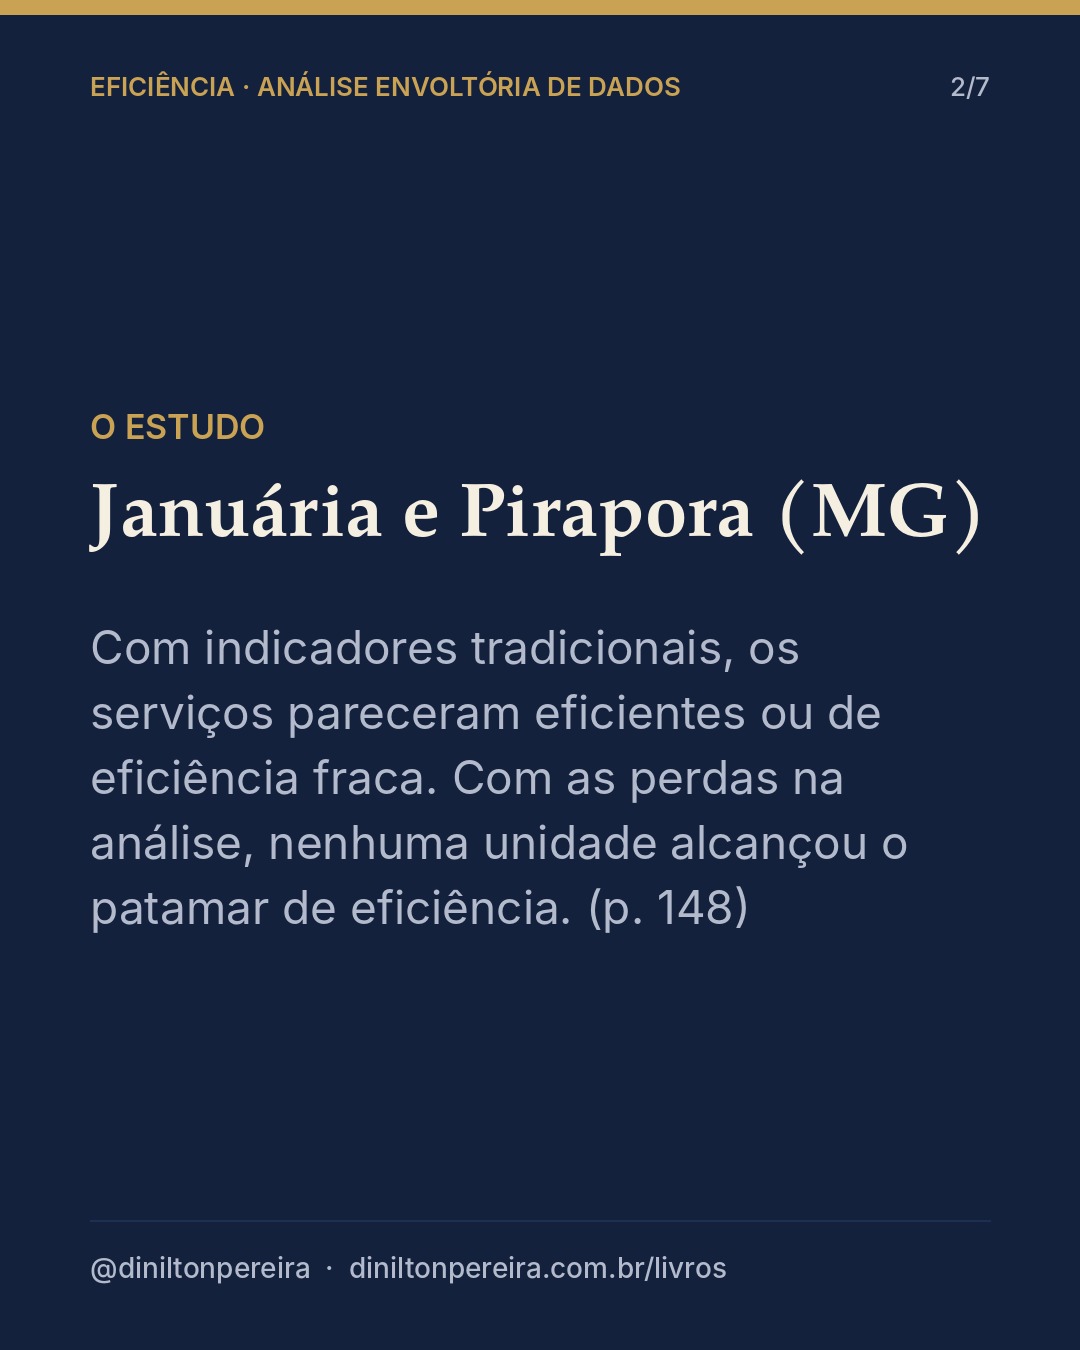 EFICIÊNCIA · ANÁLISE ENVOLTÓRIA DE DADOS
2/7
O ESTUDO
Januária e Pirapora (MG)
Com indicadores tradicionais, os
serviços pareceram eficientes ou de
eficiência fraca. Com as perdas na
análise, nenhuma unidade alcançou o
patamar de eficiência. (p. 148)
@diniltonpereira · diniltonpereira.com.br/livros